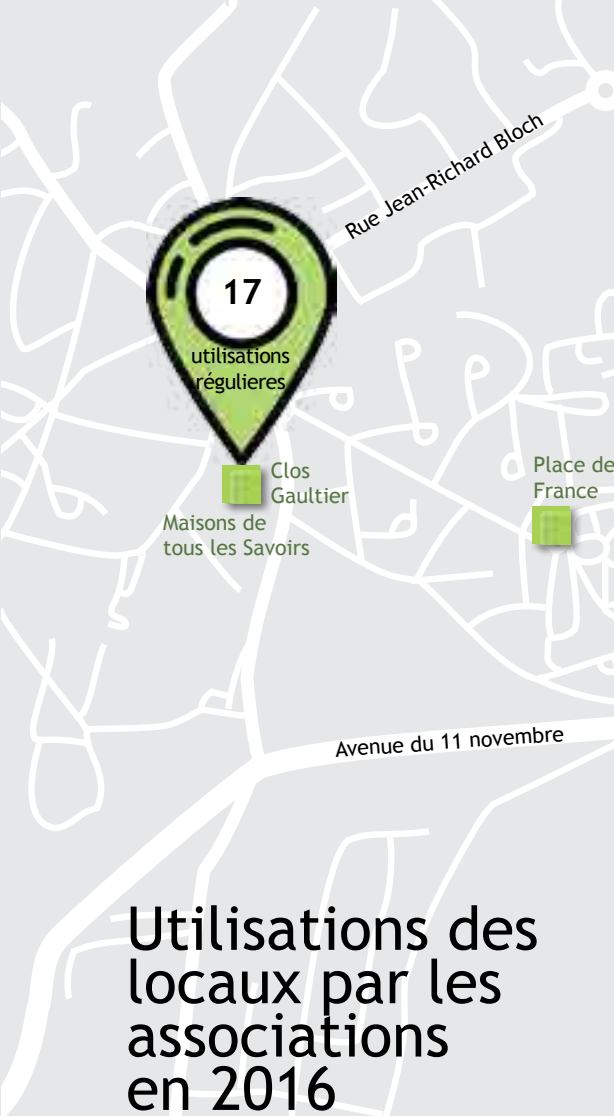 Rue Jean-Richard Bloch
17
utilisations
régulieres
Clos
Gaultier
Maisons de
tous les Savoirs
Place de
France
Avenue du 11 novembre
Utilisations des
locaux par les
associations
en 2016